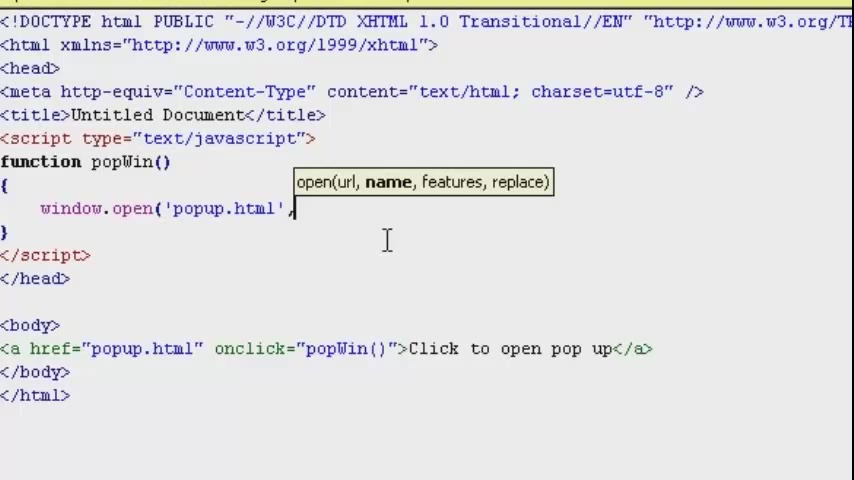 <!DOCTYPE html PUBLIC "-//W3C//DTD XHTML 1.0 Transitional//EN" "http://www.w3.org/
<html xmlns="http://www.w3.org/1999/xhtml">
<head>
<meta http-equiv="Content-Type" content="text/html; charset=utf-8" />
<title>Untitled Document</title>
<script type="text/javascript">
function popWin()
open(url, name, features, replace)
{
window.open('popup.html',
}
</script>
</head>
<body>
<a href="popup.html" onclick="popWin()">Click to open pop up</a>
</body>
</html>